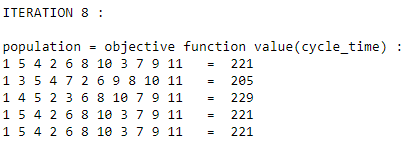 ITERATION 8 :
population = objective function value(cycle_time) :
1 5 4 2 6 8 10 3 7 9 11   =  221
1 3 5 4 7 2 6 9 8 10 11   =  205
1 4 5 2 3 6 8 10 7 9 11   =  229
1 5 4 2 6 8 10 3 7 9 11   =  221
1 5 4 2 6 8 10 3 7 9 11   =  221